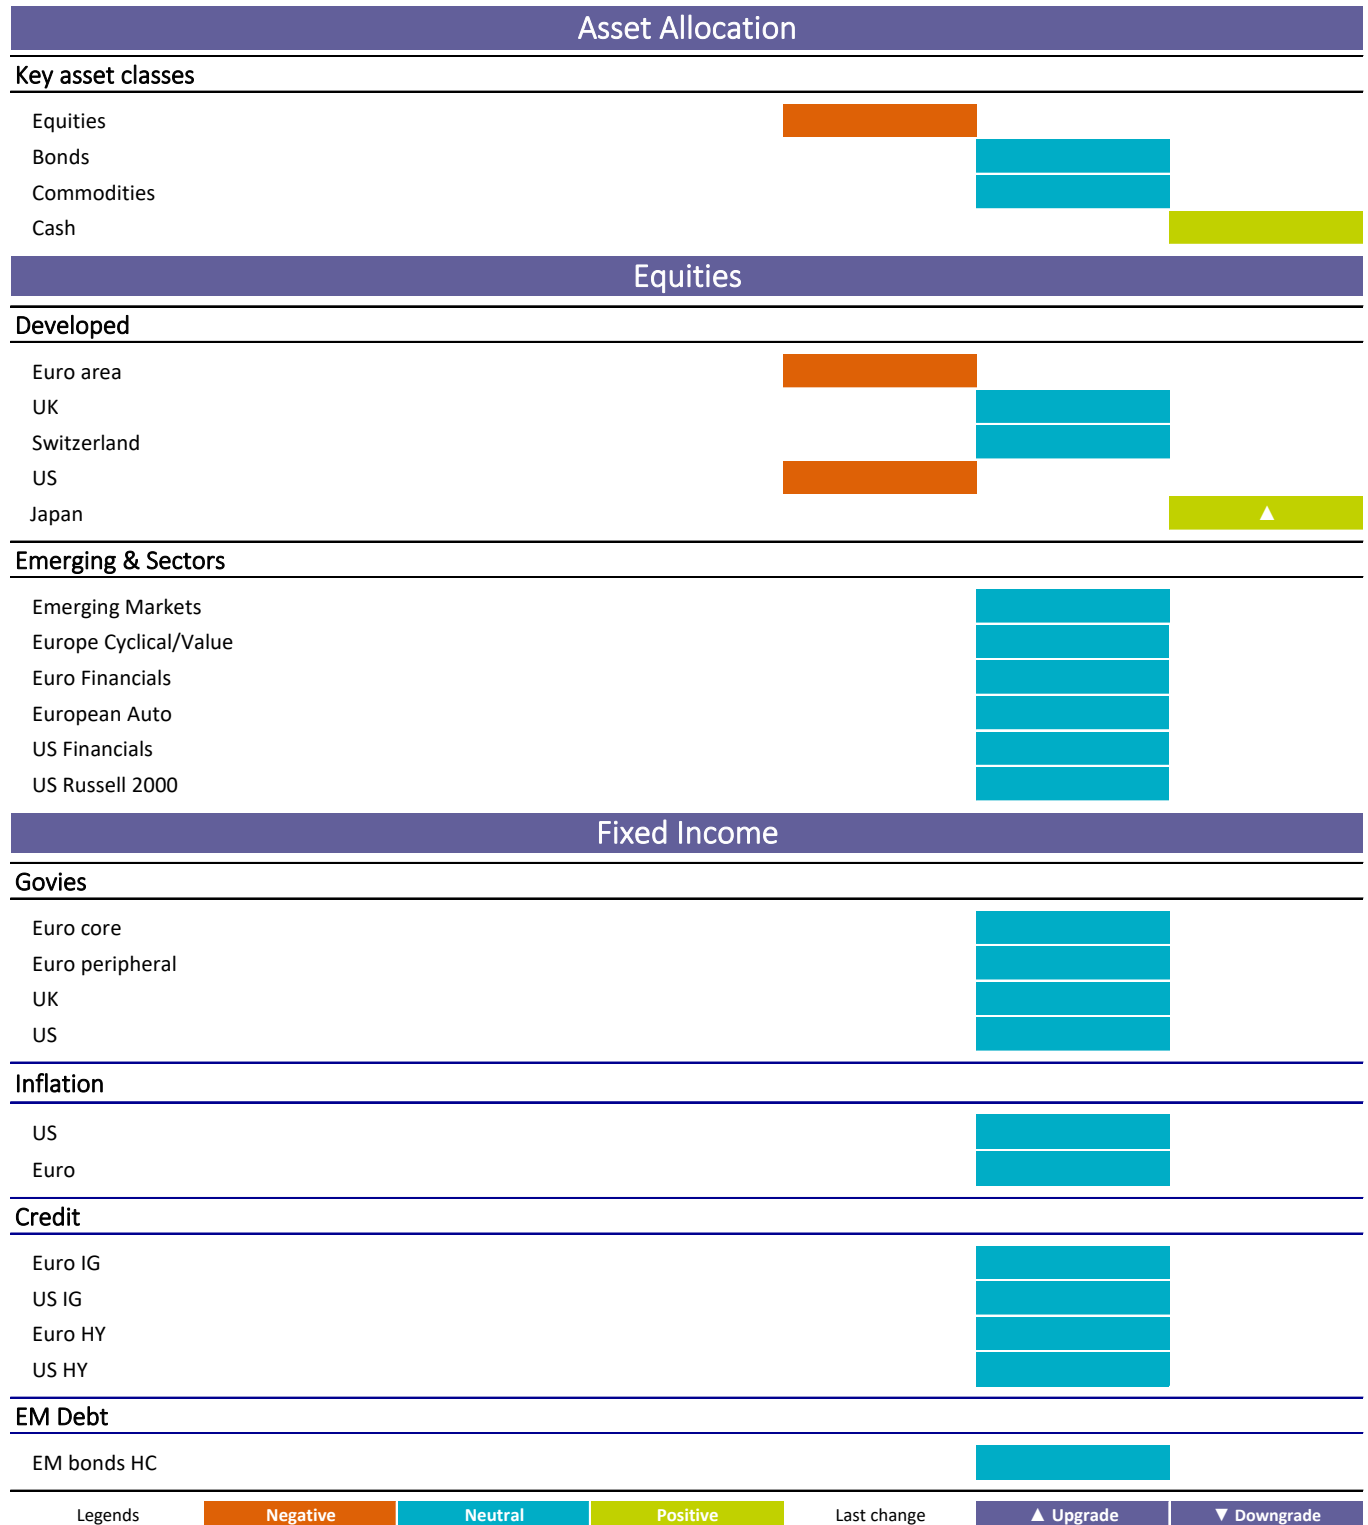 Asset Allocation
Key asset classes
Equities
Bonds
Commodities
Cash
Equities
Developed
Euro area
UK
Switzerland
US
Japan ▲
Emerging & Sectors
Emerging Markets
Europe Cyclical/Value
Euro Financials
European Auto
US Financials
US Russell 2000
Fixed Income
Govies
Euro core
Euro peripheral
UK
US
Inflation
US
Euro
Credit
Euro IG
US IG
Euro HY
US HY
EM Debt
EM bonds HC
Legends Negative Neutral Positive Last change ▲ Upgrade ▼ Downgrade